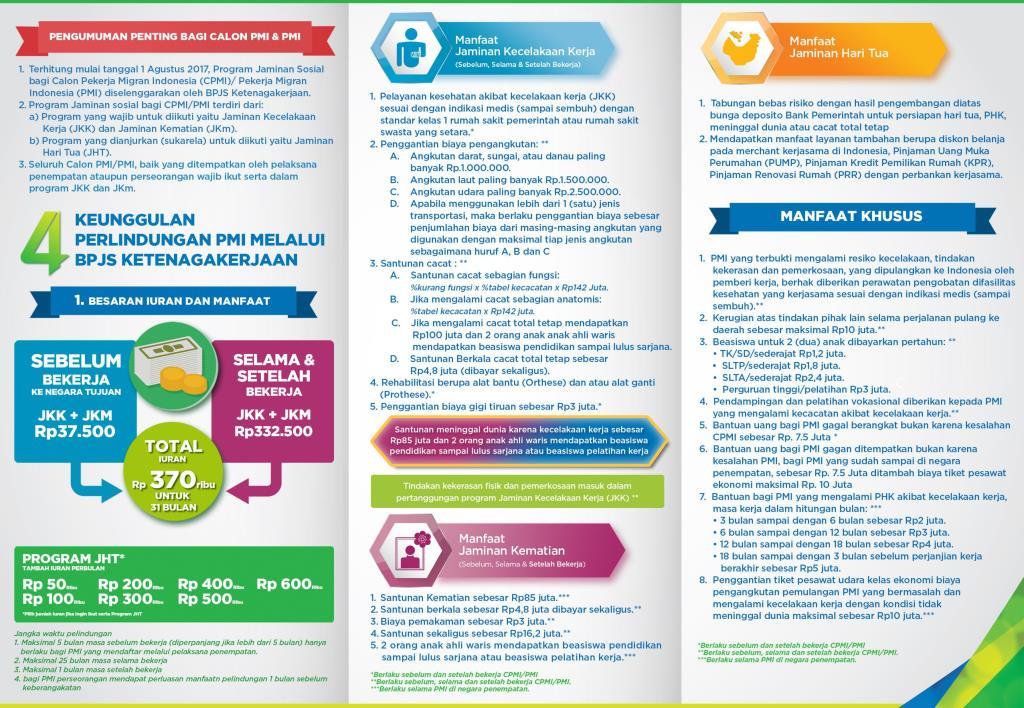 PENGUMUMAN PENTING BAGI CALON PMI & PMI
1. Terhitung mulai tanggal 1 Agustus 2017, Program Jaminan Sosial
bagi Calon Pekerja Migran Indonesia (CPMI)/ Pekerja Migran
Indonesia (PMI) diselenggarakan oleh BPJS Ketenagakerjaan.
2. Program Jaminan sosial bagi CPMI/PMI terdiri dari:
a) Program yang wajib untuk diikuti yaitu Jaminan Kecelakaan
Kerja (JKK) dan Jaminan Kematian (JKm).
b) Program yang dianjurkan (sukarela) untuk diikuti yaitu Jaminan
Hari Tua (JHT).
3. Seluruh Calon PMI/PMI, baik yang ditempatkan oleh pelaksana
penempatan ataupun perseorangan wajib ikut serta dalam
program JKK dan JKm.
4 KEUNGGULAN
PERLINDUNGAN PMI MELALUI
BPJS KETENAGAKERJAAN
1. BESARAN IURAN DAN MANFAAT
SEBELUM
BEKERJA
KE NEGARA TUJUAN
JKK + JKM
Rp37.500
SELAMA &
SETELAH
BEKERJA
JKK + JKM
Rp332.500
TOTAL
IURAN
Rp 370ribu
UNTUK
31 BULAN
PROGRAM JHT*
TAMBAH IURAN PERBULAN
Rp 50Ribu Rp 200Ribu Rp 400Ribu Rp 600Ribu
Rp 100Ribu Rp 300Ribu Rp 500Ribu
*Pilih jumlah iuran jika ingin ikut serta Program JHT
Jangka waktu pelindungan
1. Maksimal 5 bulan masa sebelum bekerja (diperpanjang jika lebih dari 5 bulan) hanya
berlaku bagi PMI yang mendaftar melalui pelaksana penempatan.
2. Maksimal 25 bulan masa selama bekerja
3. Maksimal 1 bulan masa setelah bekerja
4. bagi PMI perseorangan mendapat perluasan manfaatn pelindungan 1 bulan sebelum
keberangkatan
Manfaat
Jaminan Kecelakaan Kerja
(Sebelum, Selama & Setelah Bekerja)
1. Pelayanan kesehatan akibat kecelakaan kerja (JKK)
sesuai dengan indikasi medis (sampai sembuh) dengan
standar kelas 1 rumah sakit pemerintah atau rumah sakit
swasta yang setara.*
2. Penggantian biaya pengangkutan: **
A. Angkutan darat, sungai, atau danau paling
banyak Rp.1.000.000.
B. Angkutan laut paling banyak Rp.1.500.000.
C. Angkutan udara paling banyak Rp.2.500.000.
D. Apabila menggunakan lebih dari 1 (satu) jenis
transportasi, maka berlaku penggantian biaya sebesar
penjumlahan biaya dari masing-masing angkutan yang
digunakan dengan maksimal tiap jenis angkutan
sebagaimana huruf A, B dan C
3. Santunan cacat : **
A. Santunan cacat sebagian fungsi:
%kurang fungsi x %tabel kecacatan x Rp142 Juta.
B. Jika mengalami cacat sebagian anatomis:
%tabel kecacatan x Rp142 juta.
C. Jika mengalami cacat total tetap mendapatkan
Rp100 juta dan 2 orang anak anak ahli waris
mendapatkan beasiswa pendidikan sampai lulus sarjana.
D. Santunan Berkala cacat total tetap sebesar
Rp4,8 juta (dibayar sekaligus).
4. Rehabilitasi berupa alat bantu (Orthese) dan atau alat ganti
(Prothese).*
5. Penggantian biaya gigi tiruan sebesar Rp3 juta.*
Santunan meninggal dunia karena kecelakaan kerja sebesar
Rp85 juta dan 2 orang anak ahli waris mendapatkan beasiswa
pendidikan sampai lulus sarjana atau beasiswa pelatihan kerja
Tindakan kekerasan fisik dan pemerkosaan masuk dalam
pertanggungan program Jaminan Kecelakaan Kerja (JKK) **
Manfaat
Jaminan Kematian
(Sebelum, Selama & Setelah Bekerja)
1. Santunan Kematian sebesar Rp85 juta.***
2. Santunan berkala sebesar Rp4,8 juta dibayar sekaligus.**
3. Biaya pemakaman sebesar Rp3 juta.**
4. Santunan sekaligus sebesar Rp16,2 juta.**
5. 2 orang anak ahli waris mendapatkan beasiswa pendidikan
sampai lulus sarjana atau beasiswa pelatihan kerja.***
*Berlaku sebelum dan setelah bekerja CPMI/PMI
**Berlaku sebelum, selama dan setelah bekerja CPMI/PMI.
***Berlaku selama PMI di negara penempatan.
Manfaat
Jaminan Hari Tua
1. Tabungan bebas risiko dengan hasil pengembangan diatas
bunga deposito Bank Pemerintah untuk persiapan hari tua, PHK,
meninggal dunia atau cacat total tetap
2. Mendapatkan manfaat layanan tambahan berupa diskon belanja
pada merchant kerjasama di Indonesia, Pinjaman Uang Muka
Perumahan (PUMP), Pinjaman Kredit Pemilikan Rumah (KPR),
Pinjaman Renovasi Rumah (PRR) dengan perbankan kerjasama.
MANFAAT KHUSUS
1. PMI yang terbukti mengalami resiko kecelakaan, tindakan
kekerasan dan pemerkosaan, yang dipulangkan ke Indonesia oleh
pemberi kerja, berhak diberikan perawatan pengobatan difasilitas
kesehatan yang kerjasama sesuai dengan indikasi medis (sampai
sembuh).**
2. Kerugian atas tindakan pihak lain selama perjalanan pulang ke
daerah sebesar maksimal Rp10 juta.**
3. Beasiswa untuk 2 (dua) anak dibayarkan pertahun: **
• TK/SD/sederajat Rp1,2 juta.
• SLTP/sederajat Rp1,8 juta.
• SLTA/sederajat Rp2,4 juta.
• Perguruan tinggi/pelatihan Rp3 juta.
4. Pendampingan dan pelatihan vokasional diberikan kepada PMI
yang mengalami kecacatan akibat kecelakaan kerja.**
5. Bantuan uang bagi PMI gagal berangkat bukan karena kesalahan
CPMI sebesar Rp. 7.5 Juta *
6. Bantuan uang bagi PMI gagan ditempatkan bukan karena
kesalahan PMI, bagi PMI yang sudah sampai di negara
penempatan, sebesar Rp. 7.5 Juta ditambah biaya tiket pesawat
ekonomi maksimal Rp. 10 Juta
7. Bantuan bagi PMI yang mengalami PHK akibat kecelakaan kerja,
masa kerja dalam hitungan bulan: ***
• 3 bulan sampai dengan 6 bulan sebesar Rp2 juta.
• 6 bulan sampai dengan 12 bulan sebesar Rp3 juta.
• 12 bulan sampai dengan 18 bulan sebesar Rp4 juta.
• 18 bulan sampai dengan 3 bulan sebelum perjanjian kerja
berakhir sebesar Rp5 juta.
8. Penggantian tiket pesawat udara kelas ekonomi biaya
pengangkutan pemulangan PMI yang bermasalah dan
mengalami kecelakaan kerja dengan kondisi tidak
meninggal dunia maksimal sebesar Rp10 juta.***
*Berlaku sebelum dan setelah bekerja CPMI/PMI
**Berlaku sebelum, selama dan setelah bekerja CPMI/PMI.
***Berlaku selama PMI di negara penempatan.